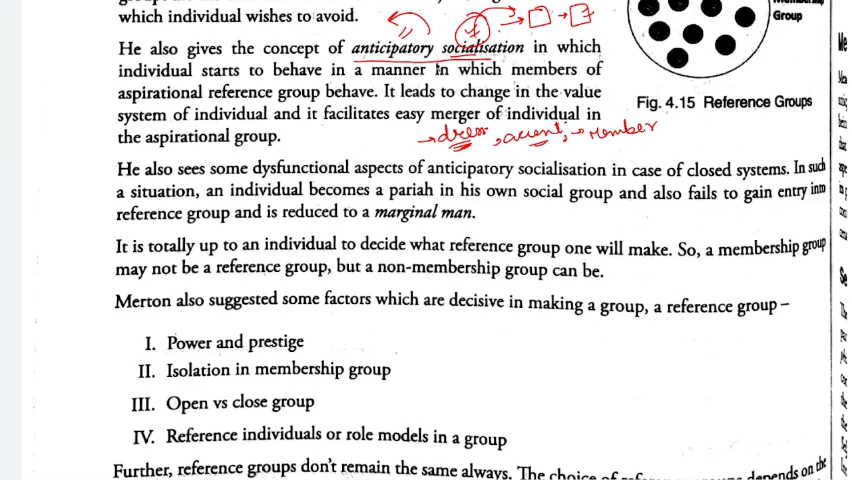 which individual wishes to avoid.
He also gives the concept of anticipatory socialisation in which
individual starts to behave in a manner in which members of
aspirational reference group behave. It leads to change in the value
system of individual and it facilitates easy merger of individual in
the aspirational group.
→ dress, accent, → member
Group
Fig. 4.15 Reference Groups
He also sees some dysfunctional aspects of anticipatory socialisation in case of closed systems. In such
a situation, an individual becomes a pariah in his own social group and also fails to gain entry into
reference group and is reduced to a marginal man.
It is totally up to an individual to decide what reference group one will make. So, a membership group
may not be a reference group, but a non-membership group can be.
Merton also suggested some factors which are decisive in making a group, a reference group –
I. Power and prestige
II. Isolation in membership group
III. Open vs close group
IV. Reference individuals or role models in a group
Further, reference groups don't remain the same always. The choice of depends on the